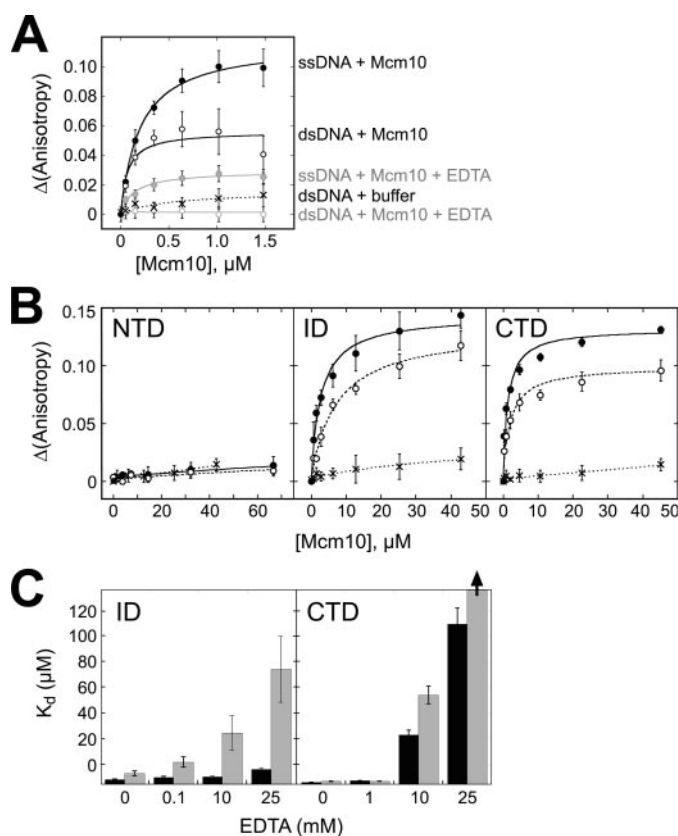 A
0.10
0.08
0.06
0.04
0.02
0
Δ(Anisotropy)
0.0 0.5 1.0 1.5
[Mcm10], μM
ssDNA + Mcm10
dsDNA + Mcm10
ssDNA + Mcm10 + EDTA
dsDNA + buffer
dsDNA + Mcm10 + EDTA
B
NTD ID CTD
0.15
0.10
0.05
0
Δ(Anisotropy)
0 20 40 60 0 10 20 30 40 50 0 10 20 30 40 50
[Mcm10], μM
C
ID CTD
120
100
80
60
40
20
0
Kd (μM)
0 0.1 10 25 0 1 10 25
EDTA (mM)